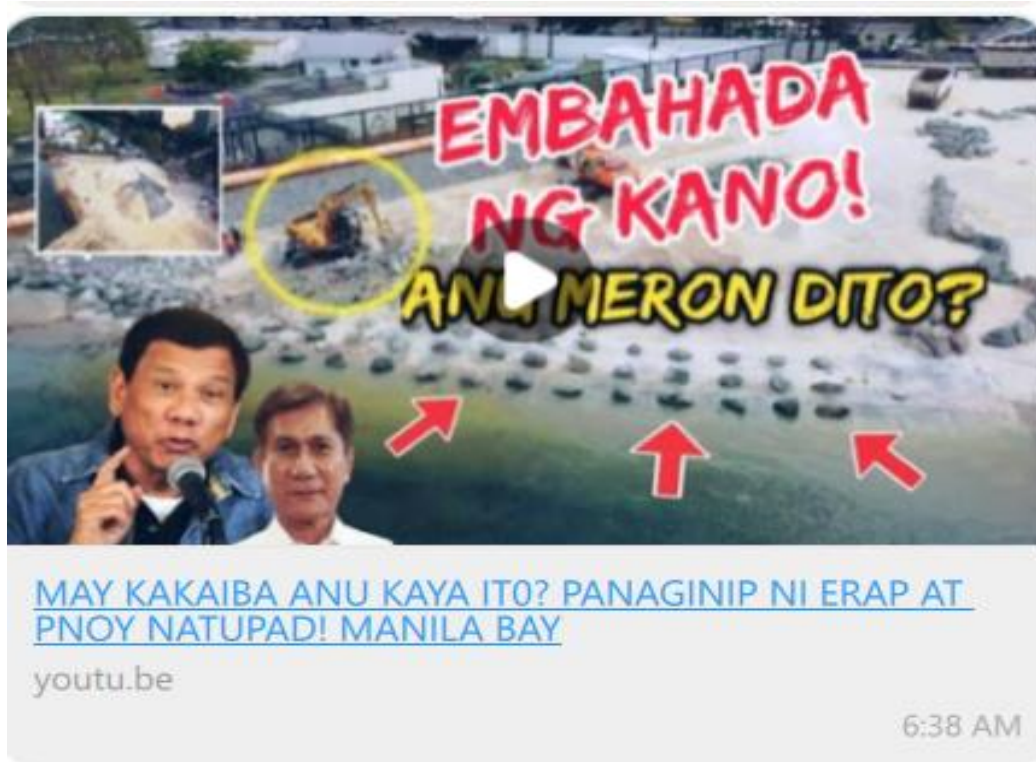 EMBAHADA
NG KANO!
ANU MERON DITO?
MAY KAKAIBA ANU KAYA IT0? PANAGINIP NI ERAP AT
PNOY NATUPAD! MANILA BAY
youtu.be
6:38 AM